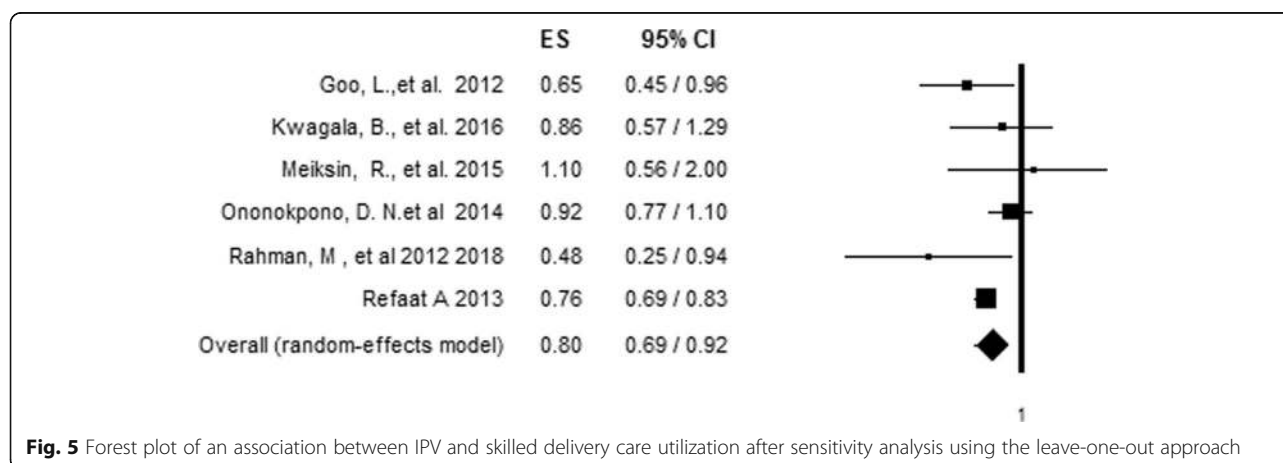 ES 95% CI
Goo, L.,et al. 2012 0.65 0.45 / 0.96
Kwagala, B., et al. 2016 0.86 0.57 / 1.29
Meiksin, R., et al. 2015 1.10 0.56 / 2.00
Ononokpono, D. N.et al 2014 0.92 0.77 / 1.10
Rahman, M , et al 2012 2018 0.48 0.25 / 0.94
Refaat A 2013 0.76 0.69 / 0.83
Overall (random-effects model) 0.80 0.69 / 0.92
1
Fig. 5 Forest plot of an association between IPV and skilled delivery care utilization after sensitivity analysis using the leave-one-out approach